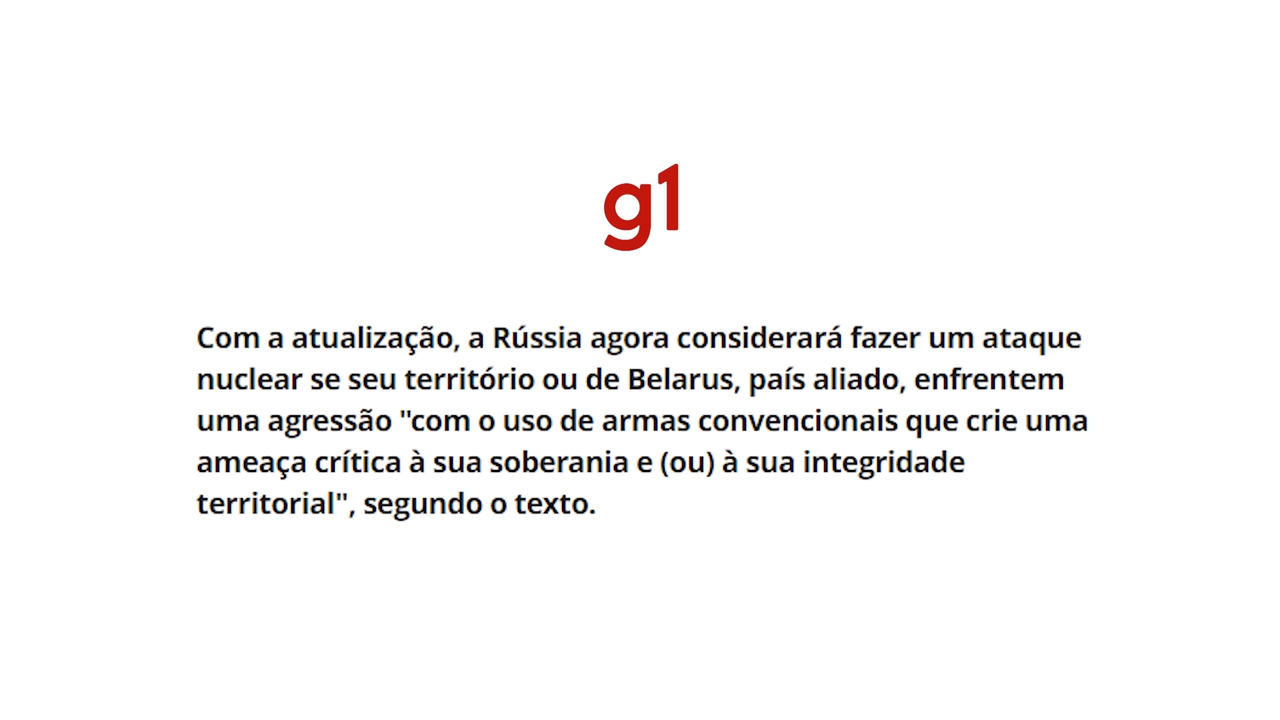 g1
Com a atualização, a Rússia agora considerará fazer um ataque
nuclear se seu território ou de Belarus, país aliado, enfrentem
uma agressão "com o uso de armas convencionais que crie uma
ameaça crítica à sua soberania e (ou) à sua integridade
territorial", segundo o texto.